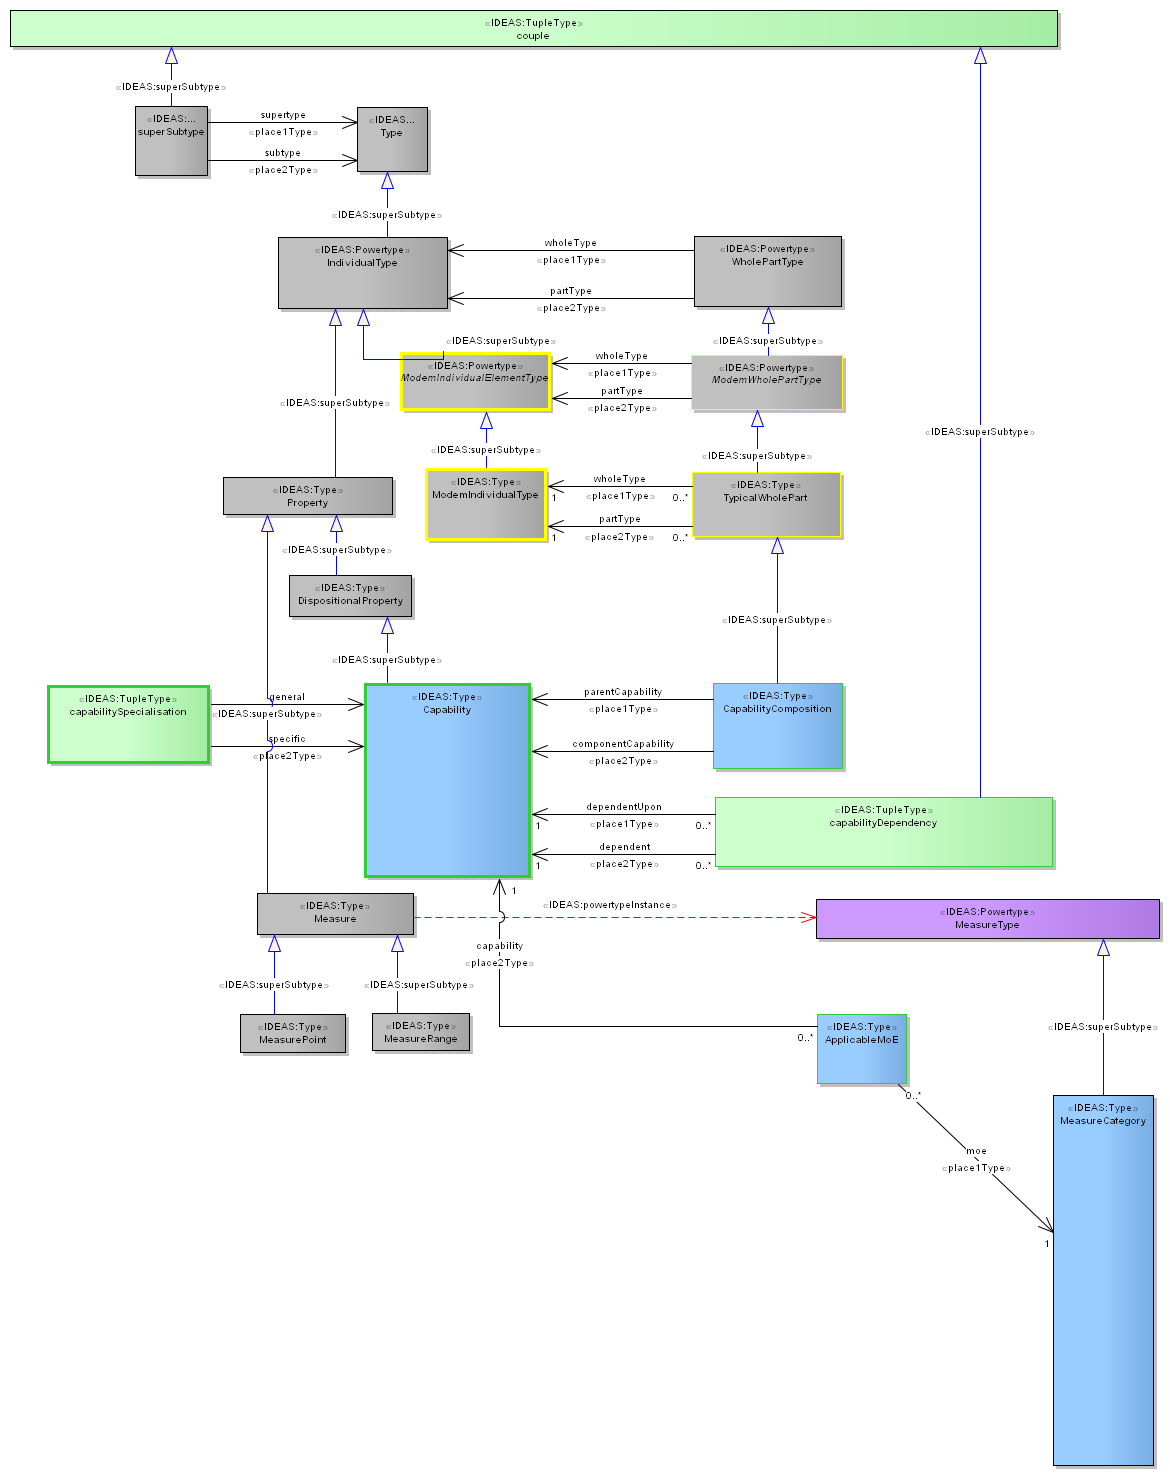 «IDEAS:TupleType»
couple
«IDEAS:superSubtype»
«IDEAS:...
superSubtype
supertype
«place1Type»
subtype
«place2Type»
«IDEAS...
Type
«IDEAS:superSubtype»
«IDEAS:Powertype»
IndividualType
wholeType
«place1Type»
partType
«place2Type»
«IDEAS:Powertype»
WholePartType
«IDEAS:superSubtype»
«IDEAS:superSubtype»
«IDEAS:Powertype»
ModemIndividualElementType
wholeType
«place1Type»
partType
«place2Type»
«IDEAS:Powertype»
ModemWholePartType
«IDEAS:superSubtype»
«IDEAS:superSubtype»
«IDEAS:superSubtype»
«IDEAS:superSubtype»
«IDEAS:Type»
Property
«IDEAS:Type»
ModemIndividualType
wholeType
1
«place1Type»
0..*
partType
1
«place2Type»
0..*
«IDEAS:Type»
TypicalWholePart
«IDEAS:superSubtype»
«IDEAS:Type»
DispositionalProperty
«IDEAS:superSubtype»
«IDEAS:superSubtype»
«IDEAS:TupleType»
capabilitySpecialisation
general
«IDEAS:superSubtype»
specific
«place2Type»
«IDEAS:Type»
Capability
parentCapability
«place1Type»
componentCapability
«place2Type»
«IDEAS:Type»
CapabilityComposition
dependentUpon
1
«place1Type»
0..*
dependent
1
«place2Type»
0..*
«IDEAS:TupleType»
capabilityDependency
1
«IDEAS:Type»
Measure
«IDEAS:powertypeInstance»
«IDEAS:Powertype»
MeasureType
capability
«place2Type»
«IDEAS:superSubtype»
«IDEAS:superSubtype»
«IDEAS:Type»
MeasurePoint
«IDEAS:Type»
MeasureRange
0..*
«IDEAS:Type»
ApplicableMoE
«IDEAS:superSubtype»
0..*
«IDEAS:Type»
MeasureCategory
moe
«place1Type»
1